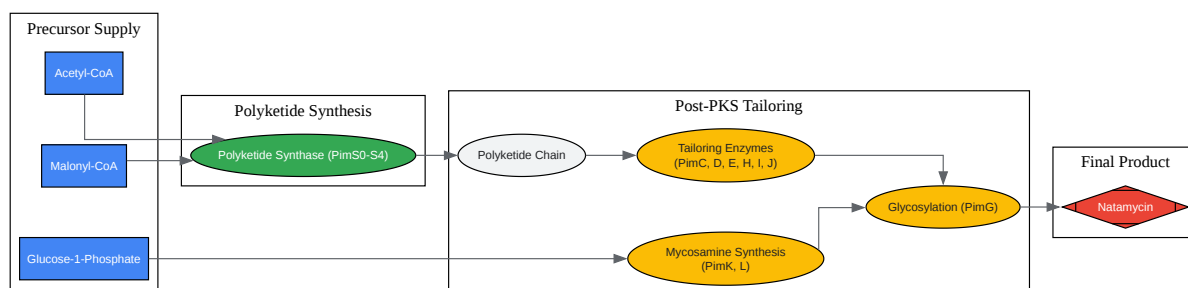 Precursor Supply
Acetyl-CoA
Malonyl-CoA
Glucose-1-Phosphate
Polyketide Synthesis
Polyketide Synthase (PimS0-S4)
Post-PKS Tailoring
Polyketide Chain
Tailoring Enzymes
(PimC, D, E, H, I, J)
Mycosamine Synthesis
(PimK, L)
Glycosylation (PimG)
Final Product
Natamycin